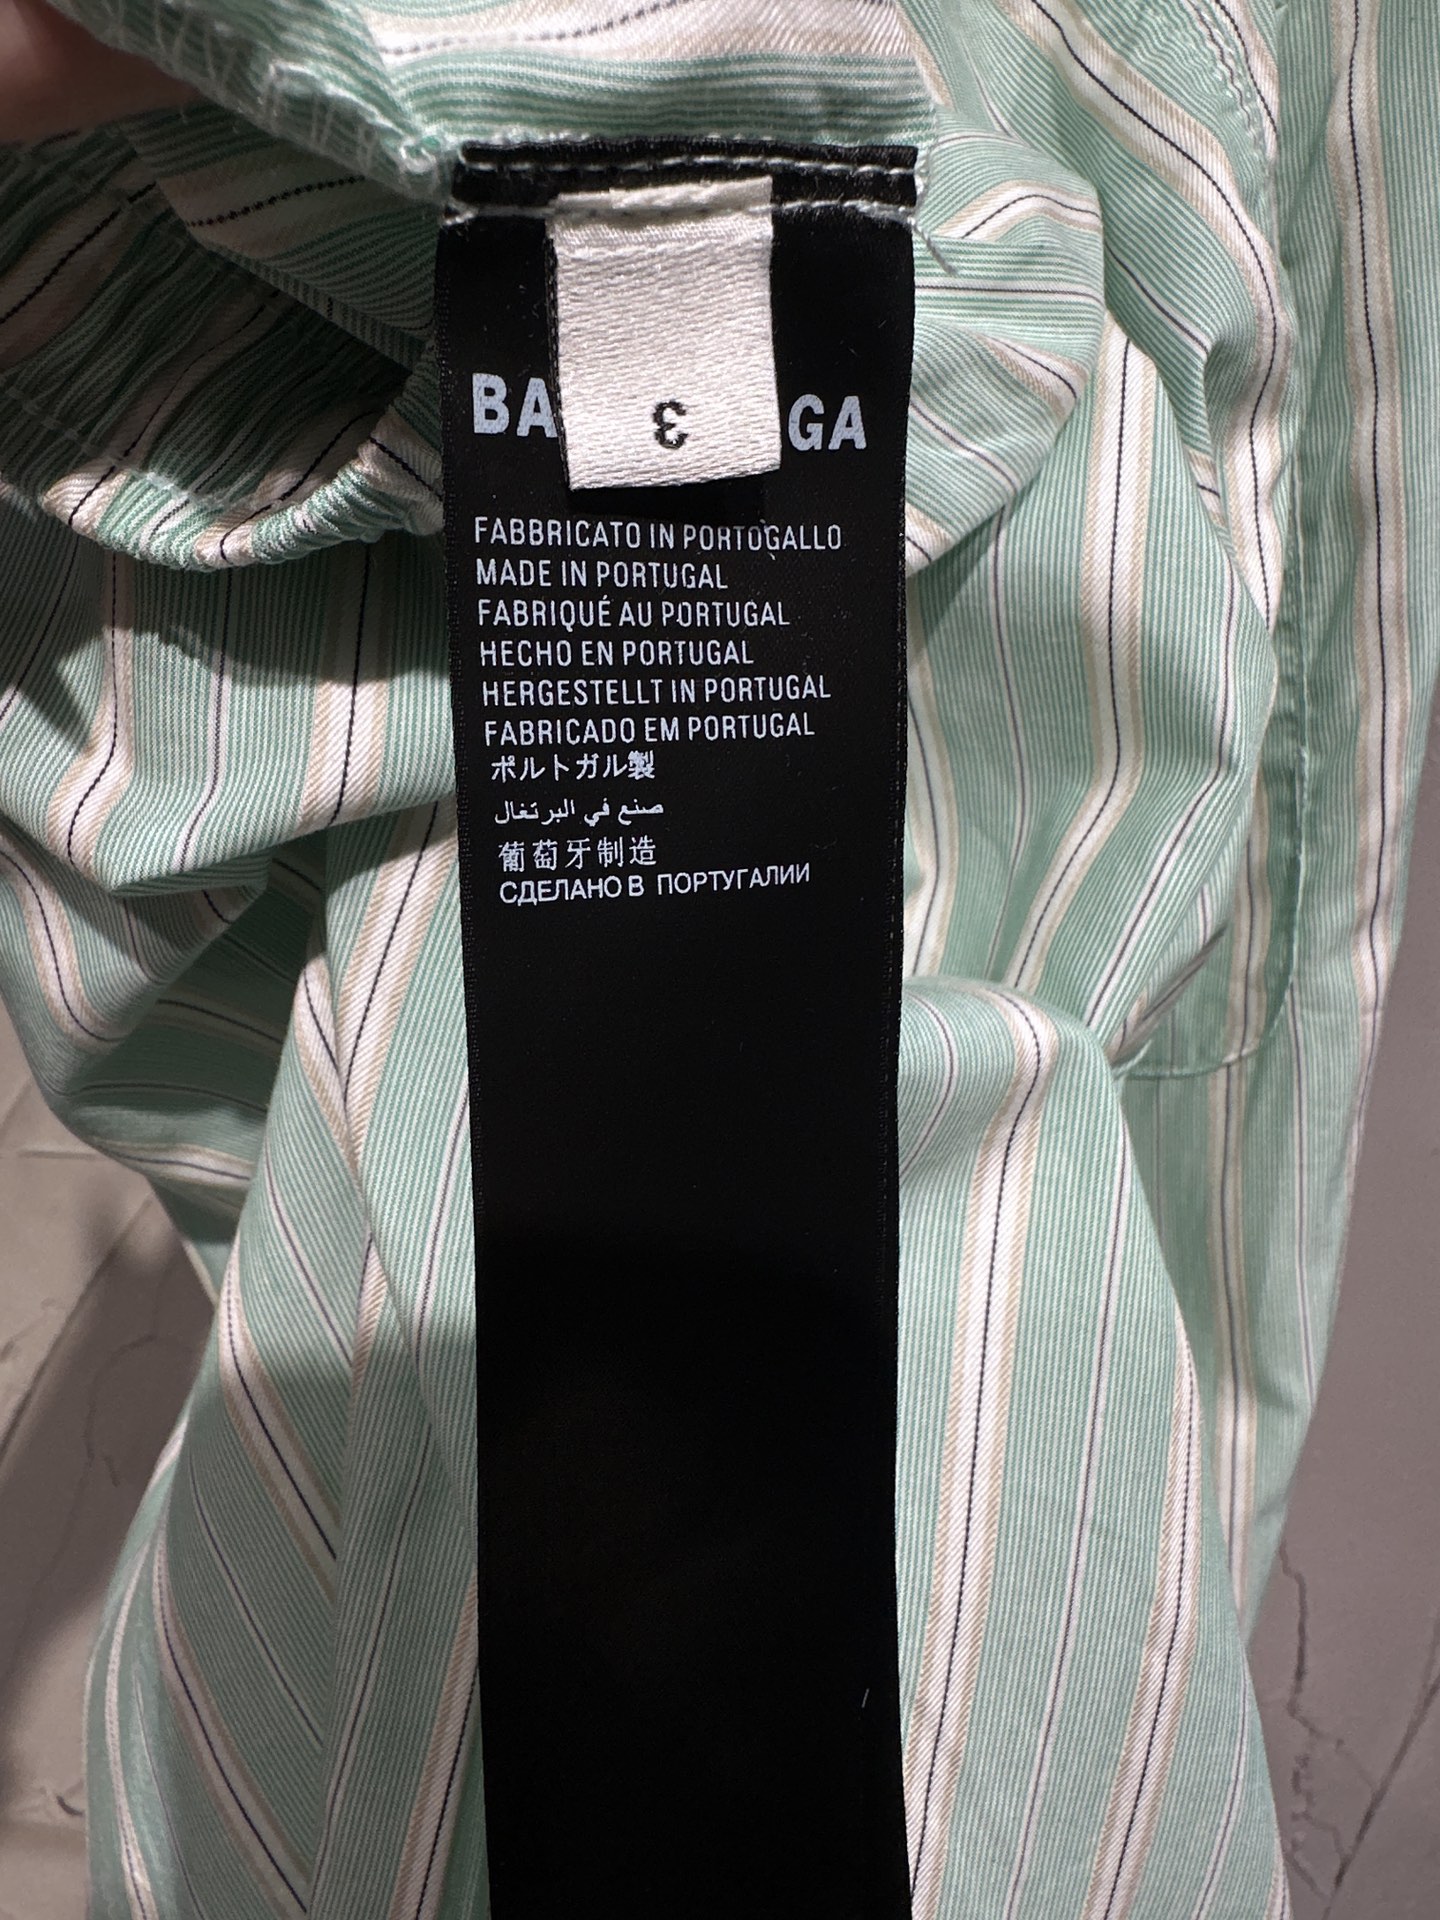 BA GA
3
FABBRICATO IN PORTOGALLO
MADE IN PORTUGAL
FABRIQUÉ AU PORTUGAL
HECHO EN PORTUGAL
HERGESTELLT IN PORTUGAL
FABRICADO EM PORTUGAL
ポルトガル製
صنع في البرتغال
葡萄牙制造
СДЕЛАНО В ПОРТУГАЛИИ